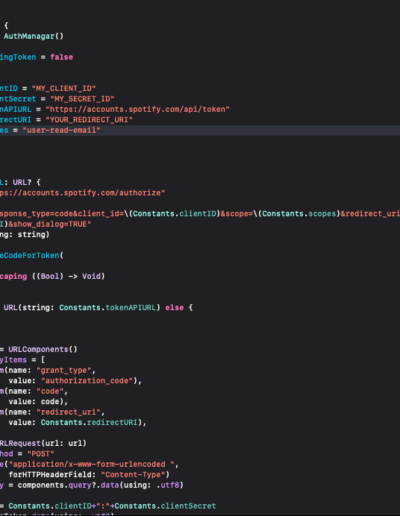 {
AuthManagar()
ingToken = false
ntID = "MY_CLIENT_ID"
ntSecret = "MY_SECRET_ID"
nAPIURL = "https://accounts.spotify.com/api/token"
rectURI = "YOUR_REDIRECT_URI"
es = "user-read-email"
L: URL? {
ps://accounts.spotify.com/authorize"
sponse_type=code&client_id=\(Constants.clientID)&scope=\(Constants.scopes)&redirect_uri
I)&show_dialog=TRUE"
ng: string)
eCodeForToken(
caping ((Bool) -> Void)
URL(string: Constants.tokenAPIURL) else {
= URLComponents()
yItems = [
m(name: "grant_type",
value: "authorization_code"),
m(name: "code",
value: code),
m(name: "redirect_uri",
value: Constants.redirectURI),
RLRequest(url: url)
hod = "POST"
e("application/x-www-form-urlencoded ",
forHTTPHeaderField: "Content-Type")
y = components.query?.data(using: .utf8)
= Constants.clientID+":"+Constants.clientSecret